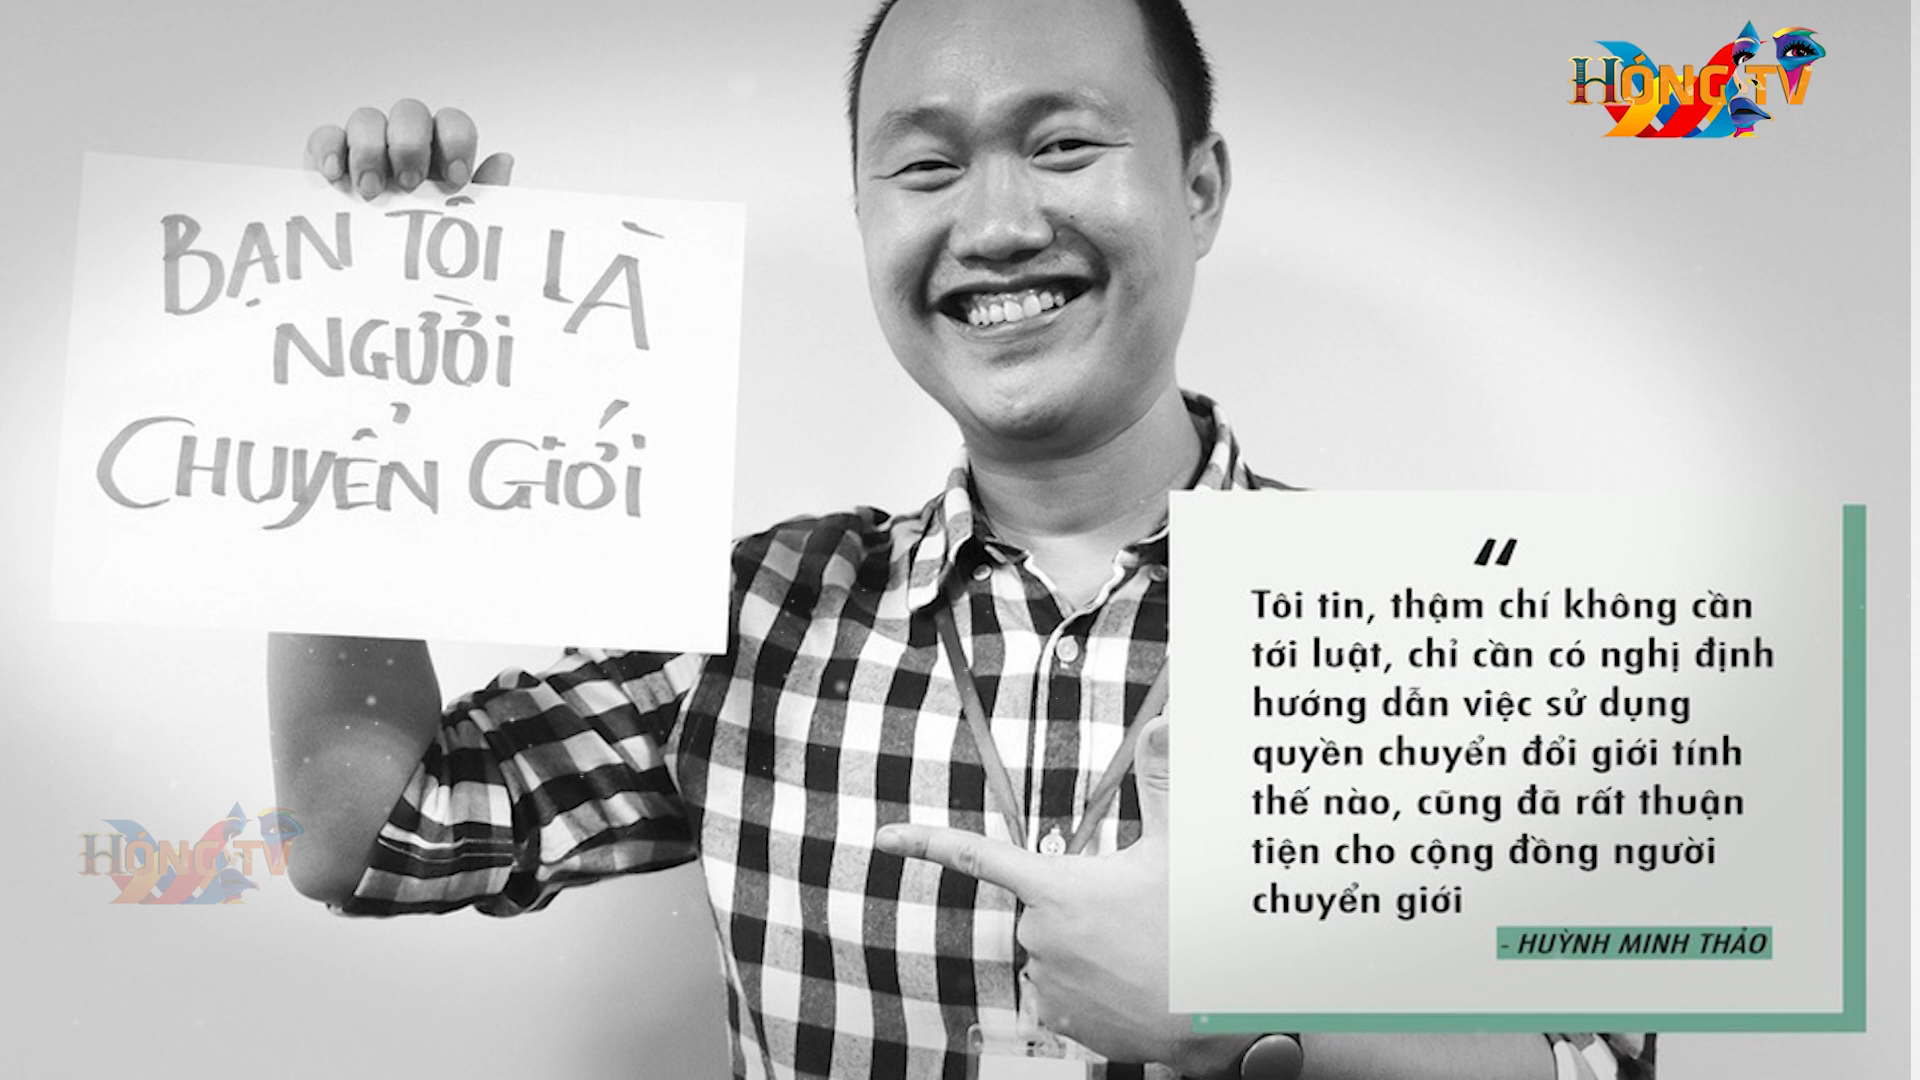 HÓNG TV
BẠN TÔI LÀ
NGƯỜI
CHUYỂN GIỚI
“
Tôi tin, thậm chí không cần
tới luật, chỉ cần có nghị định
hướng dẫn việc sử dụng
quyền chuyển đổi giới tính
thế nào, cũng đã rất thuận
tiện cho cộng đồng người
chuyển giới
- HUỲNH MINH THẢO
HÓNG TV